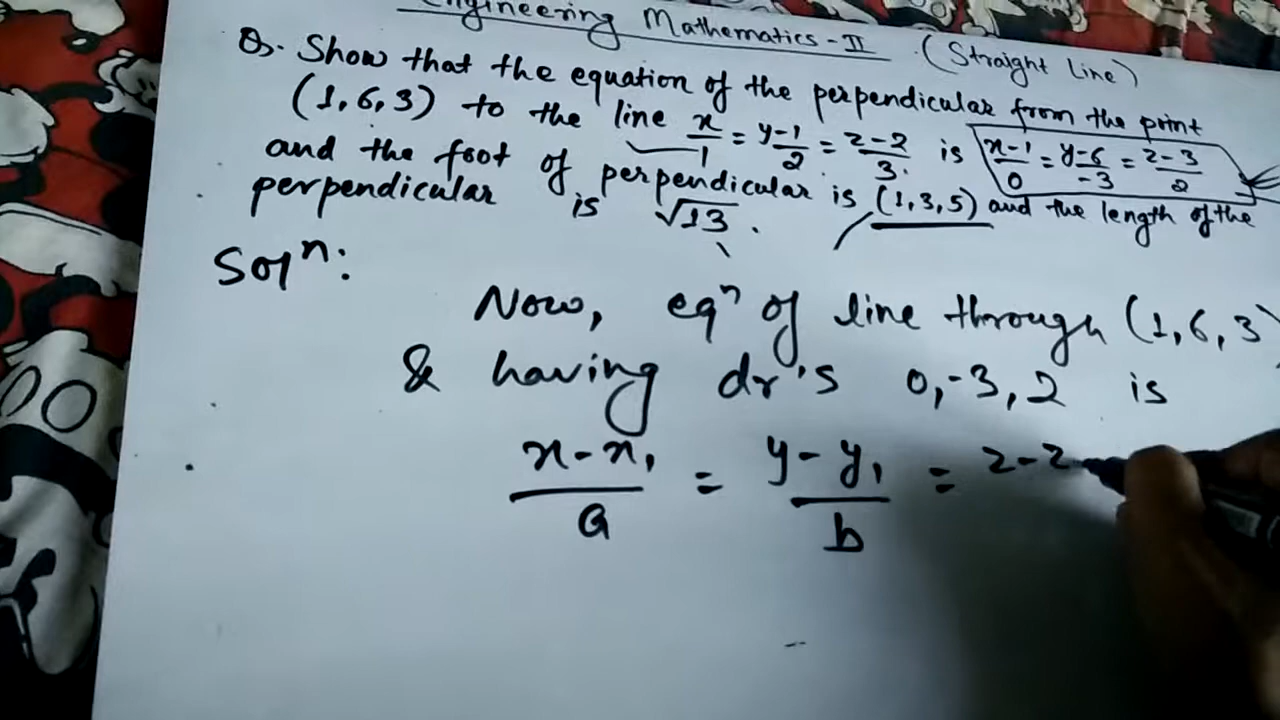 Engineering Mathematics-II (Straight Line)
Q. Show that the equation of the perpendicular from the print
(1,6,3) to the line x/1 = y-1/2 = z-2/3. is x-1/0 = y-6/-3 = z-3/2
and the foot of perpendicular is (1,3,5) and the length of the
perpendicular is √13.
Solⁿ:
Now, eqⁿ of line through (1,6,3)
& having dr's 0,-3,2 is
x-x₁/a = y-y₁/b = z-z